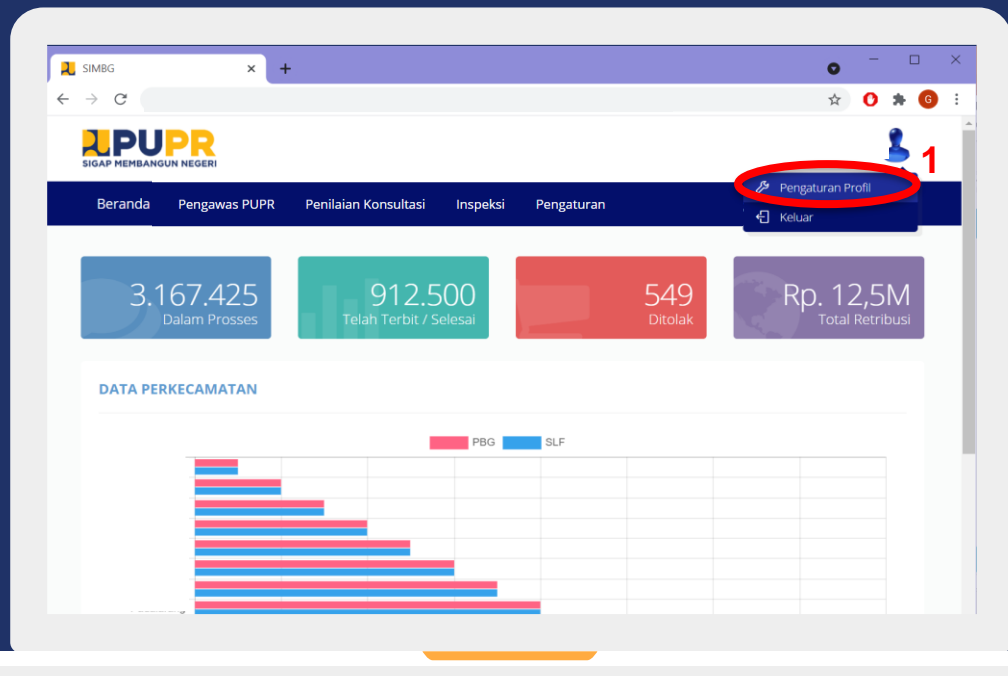 SIMBG
G
PUPR
SIGAP MEMBANGUN NEGERI
1
Pengaturan Profil
Keluar
Beranda Pengawas PUPR Penilaian Konsultasi Inspeksi Pengaturan
3.167.425
Dalam Prosses
912.500
Telah Terbit / Selesai
549
Ditolak
Rp. 12,5M
Total Retribusi
DATA PERKECAMATAN
PBG SLF